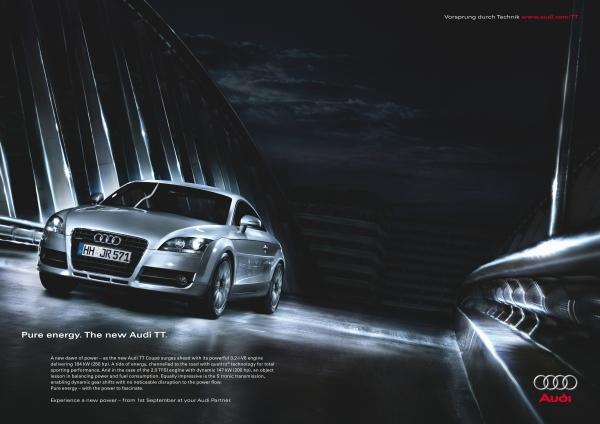 Vorsprung durch Technik www.audi.com/TT
HH JR 571
Pure energy. The new Audi TT.
A new dawn of power – as the new Audi TT Coupé surges ahead with its powerful 3.2 l-V6 engine
delivering 184 kW (250 hp). A tide of energy, channelled to the road with quattro® technology for total
sporting performance. And in the case of the 2.0 TFSI engine with dynamic 147 kW (200 hp), an object
lesson in balancing power and fuel consumption. Equally impressive is the S tronic transmission,
enabling dynamic gear shifts with no noticeable disruption to the power flow.
Pure energy – with the power to fascinate.
Experience a new power – from 1st September at your Audi Partner.
Audi